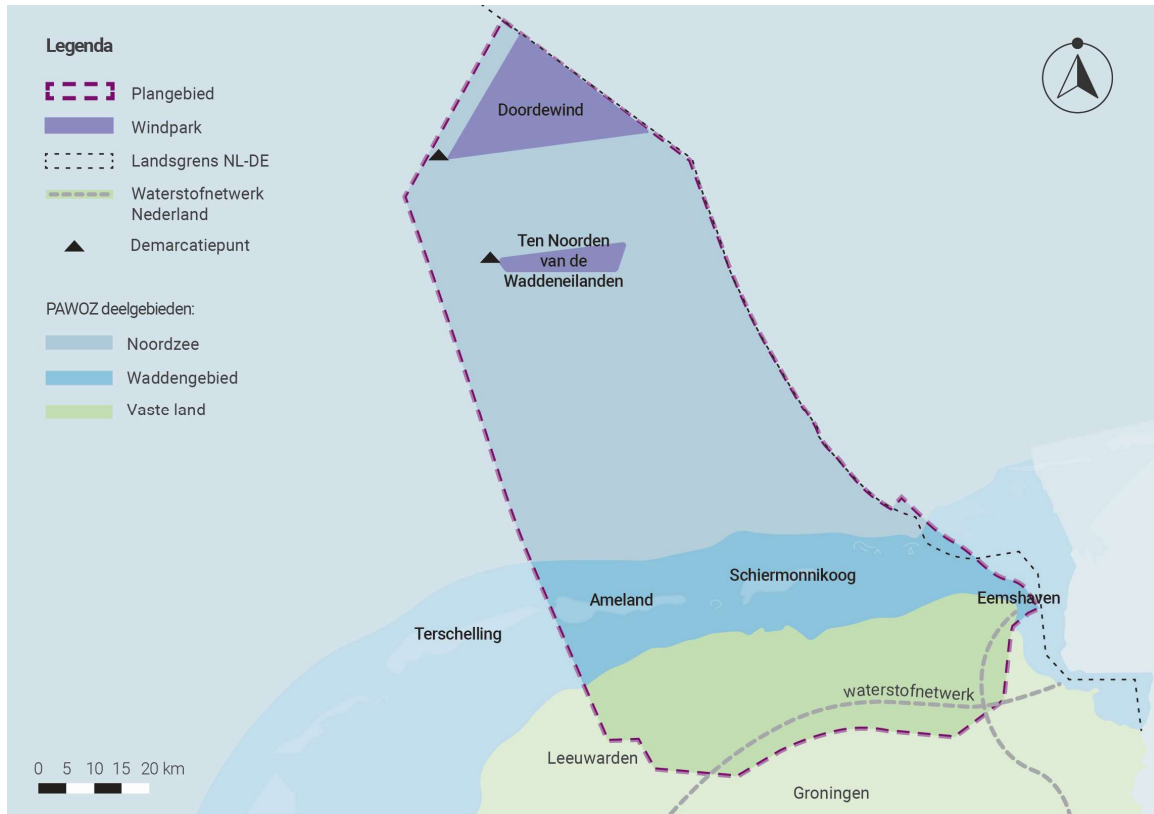 Legenda
Plangebied
Windpark
Landsgrens NL-DE
Waterstofnetwerk
Nederland
Demarcatiepunt
PAWOZ deelgebieden:
Noordzee
Waddengebied
Vaste land
Doordewind
Ten Noorden
van de
Waddeneilanden
Schiermonnikoog
Ameland
Eemshaven
Terschelling
waterstofnetwerk
Leeuwarden
Groningen
0 5 10 15 20 km